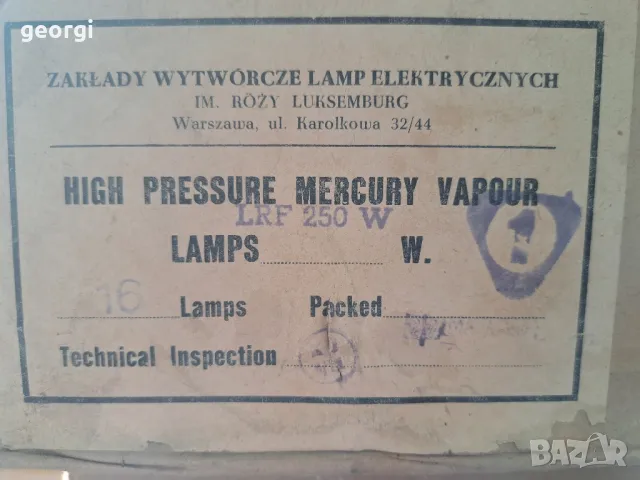 georgi
ZAKŁADY WYTWÓRCZE LAMP ELEKTRYCZNYCH
IM. RÓŻY LUKSEMBURG
Warszawa, ul. Karolkowa 32/44
HIGH PRESSURE MERCURY VAPOUR
LRF 250 W
LAMPS W.
1
16 Lamps Packed
Technical Inspection
BAZAR